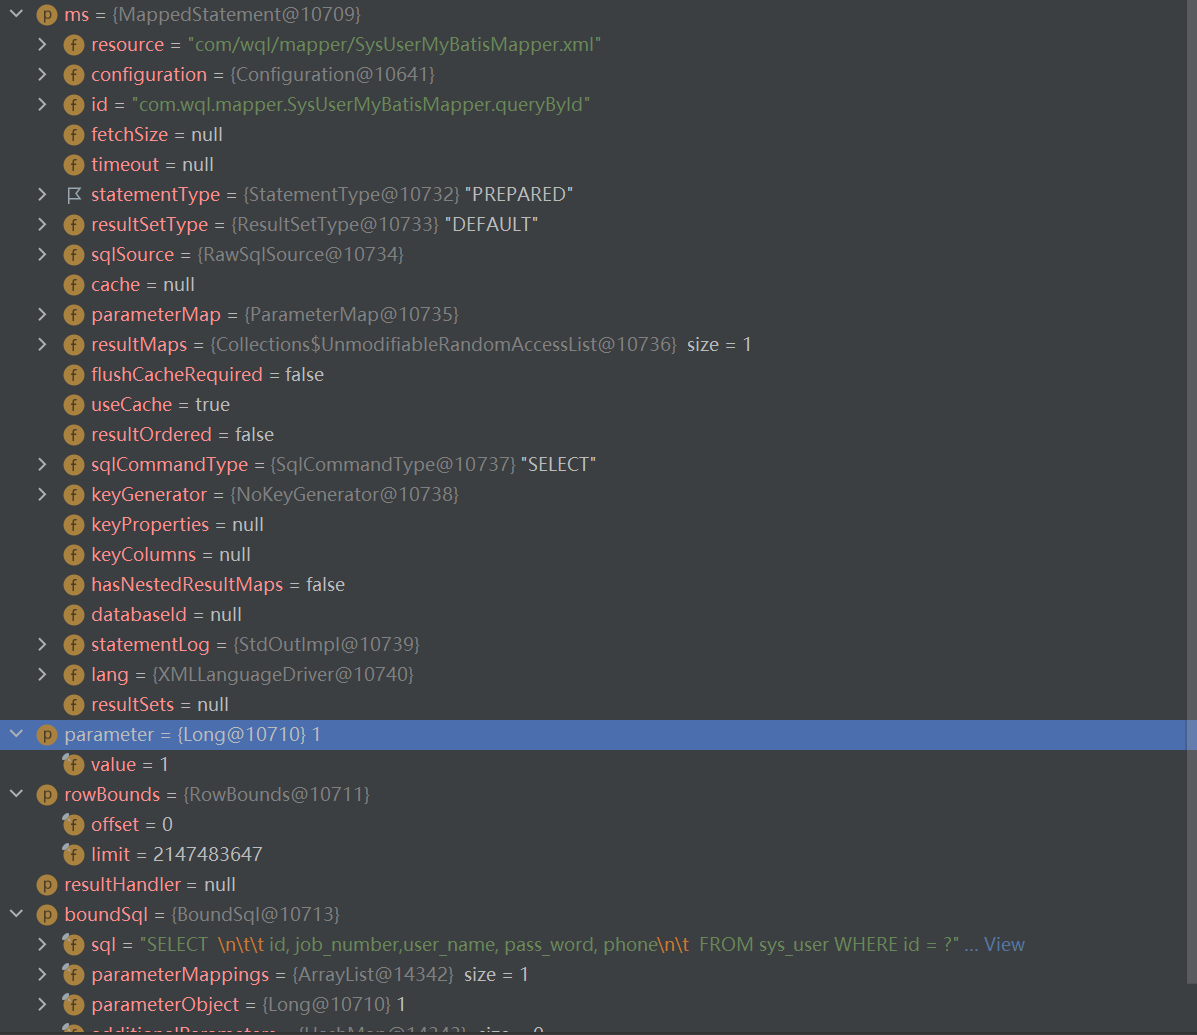 ms = {MappedStatement@10709}
resource = "com/wql/mapper/SysUserMyBatisMapper.xml"
configuration = {Configuration@10641}
id = "com.wql.mapper.SysUserMyBatisMapper.queryById"
fetchSize = null
timeout = null
statementType = {StatementType@10732} "PREPARED"
resultSetType = {ResultSetType@10733} "DEFAULT"
sqlSource = {RawSqlSource@10734}
cache = null
parameterMap = {ParameterMap@10735}
resultMaps = {Collections$UnmodifiableRandomAccessList@10736} size = 1
flushCacheRequired = false
useCache = true
resultOrdered = false
sqlCommandType = {SqlCommandType@10737} "SELECT"
keyGenerator = {NoKeyGenerator@10738}
keyProperties = null
keyColumns = null
hasNestedResultMaps = false
databaseId = null
statementLog = {StdOutImpl@10739}
lang = {XMLLanguageDriver@10740}
resultSets = null
parameter = {Long@10710} 1
value = 1
rowBounds = {RowBounds@10711}
offset = 0
limit = 2147483647
resultHandler = null
boundSql = {BoundSql@10713}
sql = "SELECT \n\t\t id, job_number,user_name, pass_word, phone\n\t FROM sys_user WHERE id = ?" ... View
parameterMappings = {ArrayList@14342} size = 1
parameterObject = {Long@10710} 1
additionalParameters = {HashMap@14343} size = 0